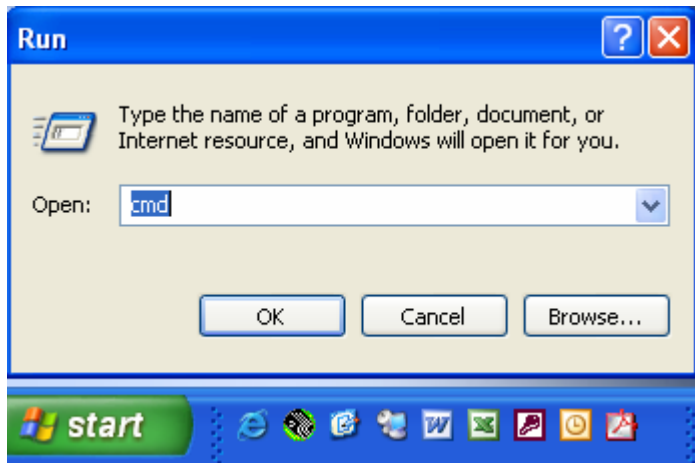 Run
Type the name of a program, folder, document, or
Internet resource, and Windows will open it for you.
Open: cmd
OK Cancel Browse...
start